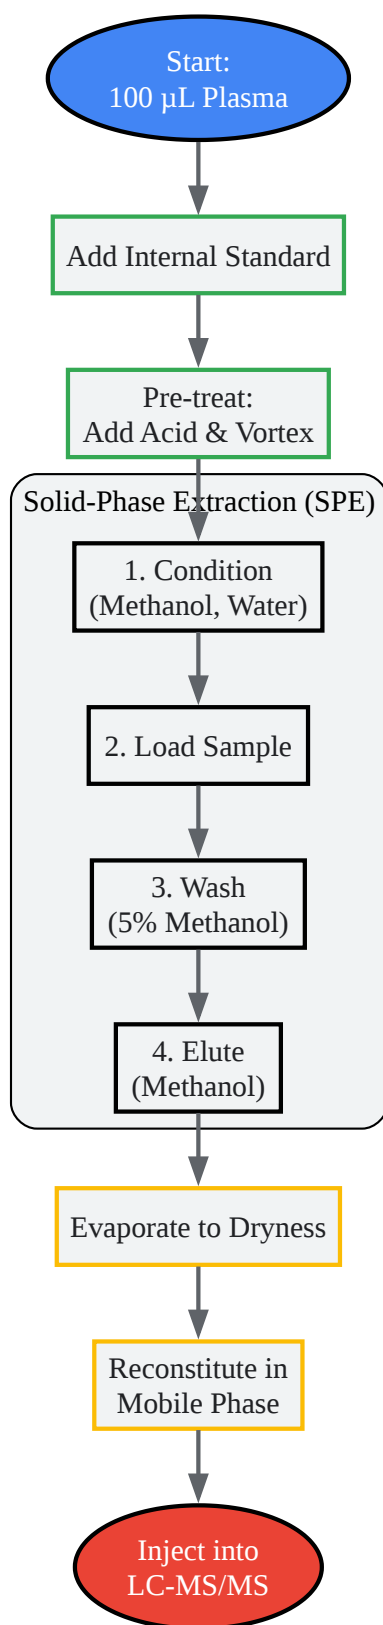 Start:
100 µL Plasma
Add Internal Standard
Pre-treat:
Add Acid & Vortex
Solid-Phase Extraction (SPE)
1. Condition
(Methanol, Water)
2. Load Sample
3. Wash
(5% Methanol)
4. Elute
(Methanol)
Evaporate to Dryness
Reconstitute in
Mobile Phase
Inject into
LC-MS/MS